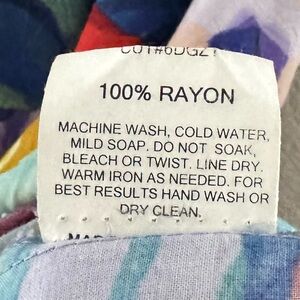 100% RAYON
MACHINE WASH, COLD WATER,
MILD SOAP. DO NOT SOAK,
BLEACH OR TWIST. LINE DRY.
WARM IRON AS NEEDED. FOR
BEST RESULTS HAND WASH OR
DRY CLEAN.